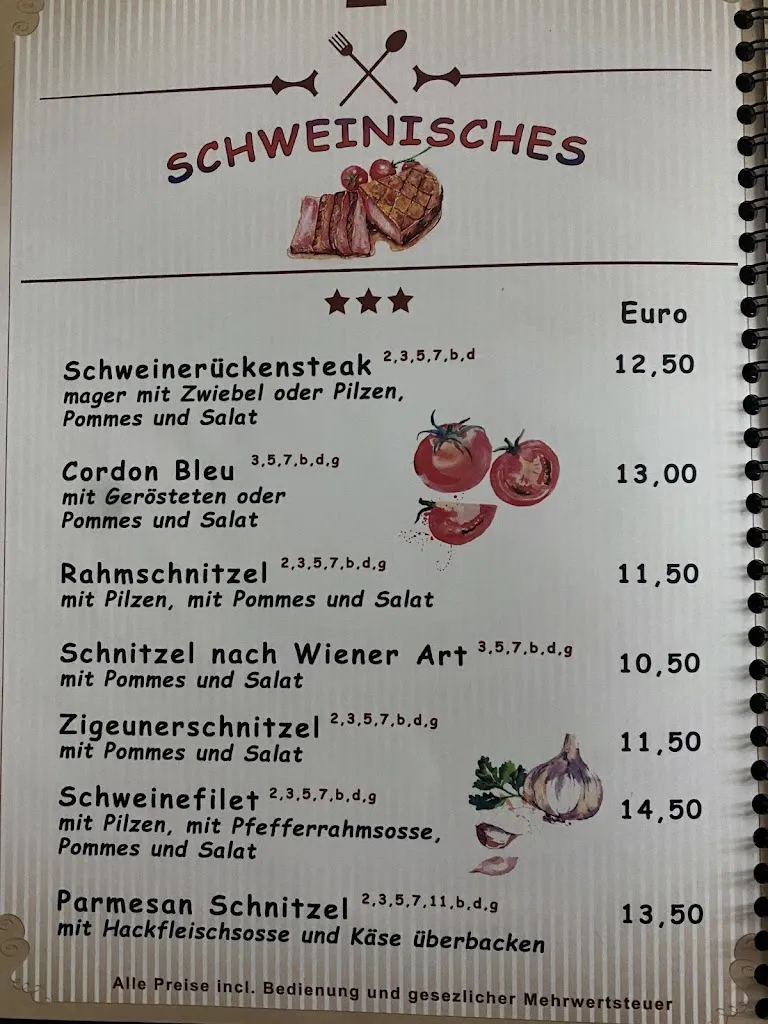 SCHWEINISCHES
Euro
Schweinerückensteak 2,3,5,7,b,d 12,50
mager mit Zwiebel oder Pilzen,
Pommes und Salat
Cordon Bleu 3,5,7,b,d,g 13,00
mit Gerösteten oder
Pommes und Salat
Rahmschnitzel 2,3,5,7,b,d,g 11,50
mit Pilzen, mit Pommes und Salat
Schnitzel nach Wiener Art 3,5,7,b,d,g 10,50
mit Pommes und Salat
Zigeunerschnitzel 2,3,5,7,b,d,g 11,50
mit Pommes und Salat
Schweinefilet 2,3,5,7,b,d,g 14,50
mit Pilzen, mit Pfefferrahmsosse,
Pommes und Salat
Parmesan Schnitzel 2,3,5,7,11,b,d,g 13,50
mit Hackfleischsosse und Käse überbacken
Alle Preise incl. Bedienung und gesezlicher Mehrwertsteuer